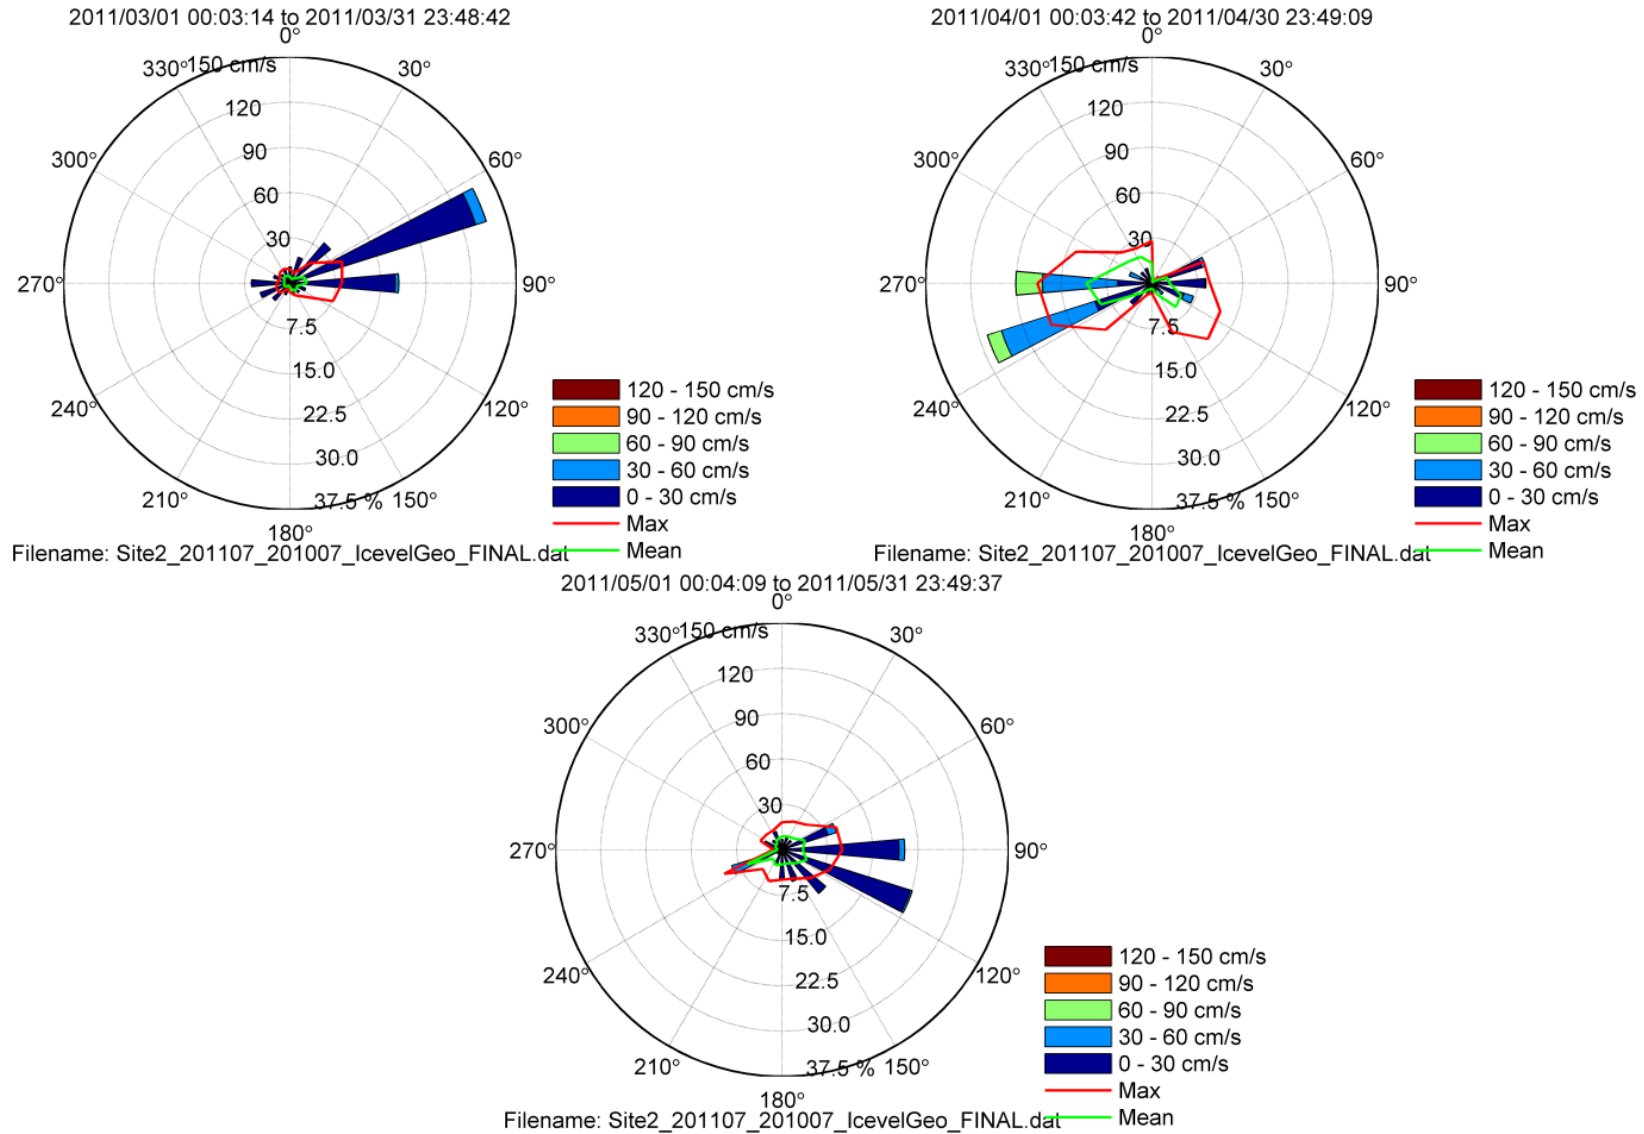 2011/03/01 00:03:14 to 2011/03/31 23:48:42
0°
330° 150 cm/s 30°
120
300° 90 60°
60
30
270° 90°
7.5
240° 15.0 120°
22.5
30.0
210° 37.5 % 150°
180°
120 - 150 cm/s
90 - 120 cm/s
60 - 90 cm/s
30 - 60 cm/s
0 - 30 cm/s
Max
Mean
Filename: Site2_201107_201007_IcevelGeo_FINAL.dat
2011/04/01 00:03:42 to 2011/04/30 23:49:09
0°
330° 150 cm/s 30°
120
300° 90 60°
60
30
270° 90°
7.5
240° 15.0 120°
22.5
30.0
210° 37.5 % 150°
180°
120 - 150 cm/s
90 - 120 cm/s
60 - 90 cm/s
30 - 60 cm/s
0 - 30 cm/s
Max
Mean
Filename: Site2_201107_201007_IcevelGeo_FINAL.dat
2011/05/01 00:04:09 to 2011/05/31 23:49:37
0°
330° 150 cm/s 30°
120
300° 90 60°
60
30
270° 90°
7.5
240° 15.0 120°
22.5
30.0
210° 37.5 % 150°
180°
120 - 150 cm/s
90 - 120 cm/s
60 - 90 cm/s
30 - 60 cm/s
0 - 30 cm/s
Max
Mean
Filename: Site2_201107_201007_IcevelGeo_FINAL.dat